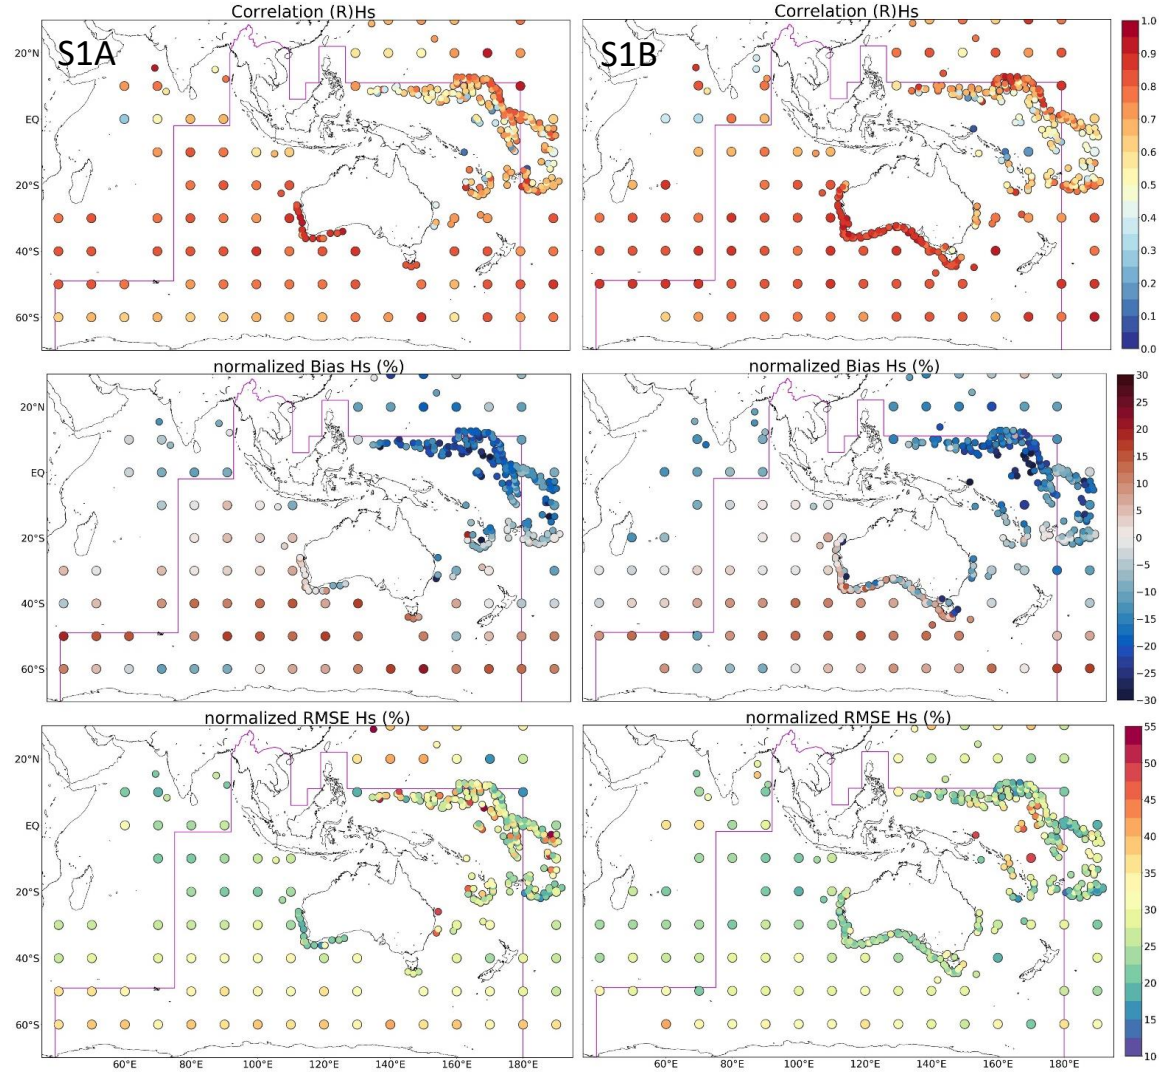 Correlation (R)Hs
Correlation (R)Hs
S1A
S1B
20°N
EQ
20°S
40°S
60°S
1.0
0.9
0.8
0.7
0.6
0.5
0.4
0.3
0.2
0.1
0.0
normalized Bias Hs (%)
normalized Bias Hs (%)
20°N
EQ
20°S
40°S
60°S
30
25
20
15
10
5
0
−5
−10
−15
−20
−25
−30
normalized RMSE Hs (%)
normalized RMSE Hs (%)
20°N
EQ
20°S
40°S
60°S
55
50
45
40
35
30
25
20
15
10
60°E 80°E 100°E 120°E 140°E 160°E 180°E
60°E 80°E 100°E 120°E 140°E 160°E 180°E